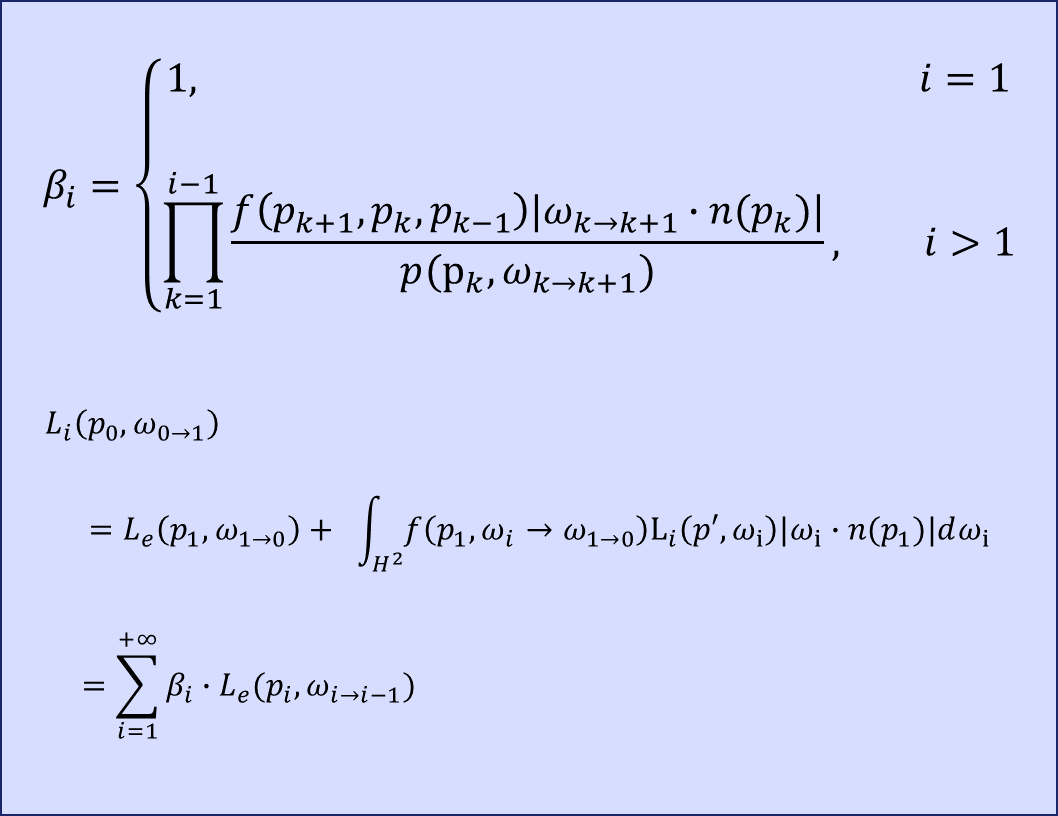 β_i = { 1, i = 1
∏_{k=1}^{i−1} f(p_{k+1}, p_k, p_{k−1})|ω_{k→k+1} · n(p_k)| / p(p_k, ω_{k→k+1}), i > 1
L_i(p_0, ω_{0→1})
= L_e(p_1, ω_{1→0}) + ∫_{H^2} f(p_1, ω_i → ω_{1→0})L_i(p′, ω_i)|ω_i · n(p_1)|dω_i
= ∑_{i=1}^{+∞} β_i · L_e(p_i, ω_{i→i−1})